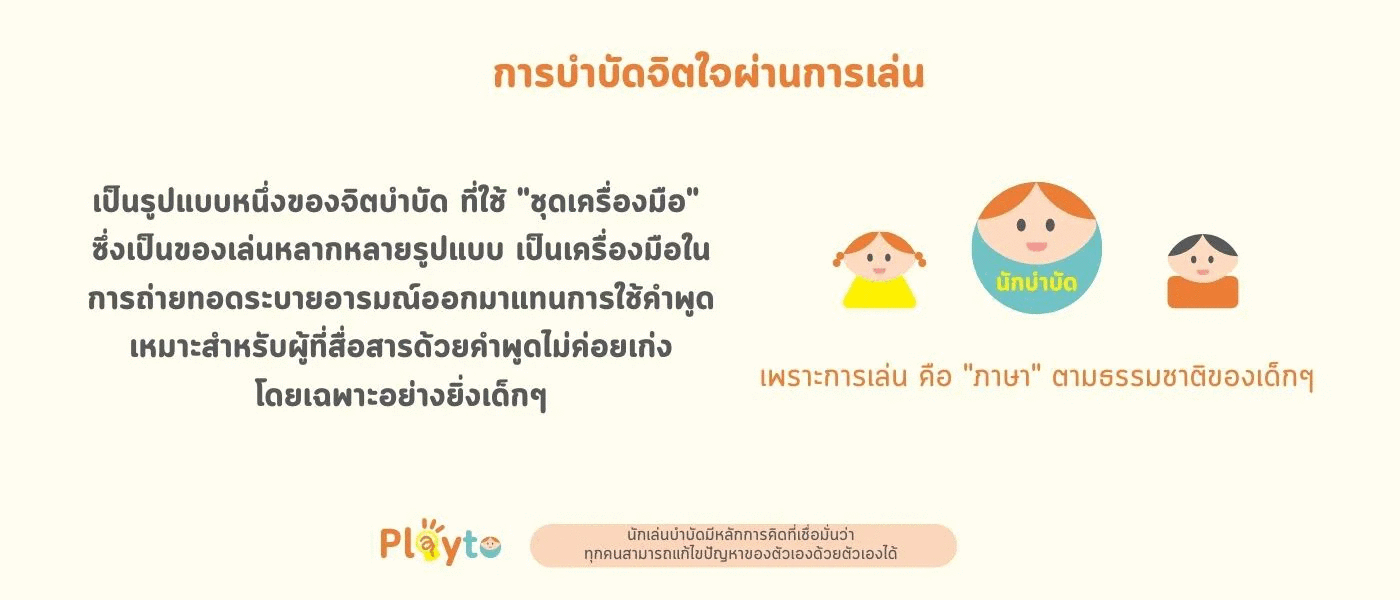 การบำบัดจิตใจผ่านการเล่น
เป็นรูปแบบหนึ่งของจิตบำบัด ที่ใช้ "ชุดเครื่องมือ"
ซึ่งเป็นของเล่นหลากหลายรูปแบบ เป็นเครื่องมือใน
การถ่ายทอดระบายอารมณ์ออกมาแทนการใช้คำพูด
เหมาะสำหรับผู้ที่สื่อสารด้วยคำพูดไม่ค่อยเก่ง
โดยเฉพาะอย่างยิ่งเด็กๆ
นักบำบัด
เพราะการเล่น คือ "ภาษา" ตามธรรมชาติของเด็กๆ
Playto
นักเล่นบำบัดมีหลักการคิดที่เชื่อมั่นว่า
ทุกคนสามารถแก้ไขปัญหาของตัวเองด้วยตัวเองได้